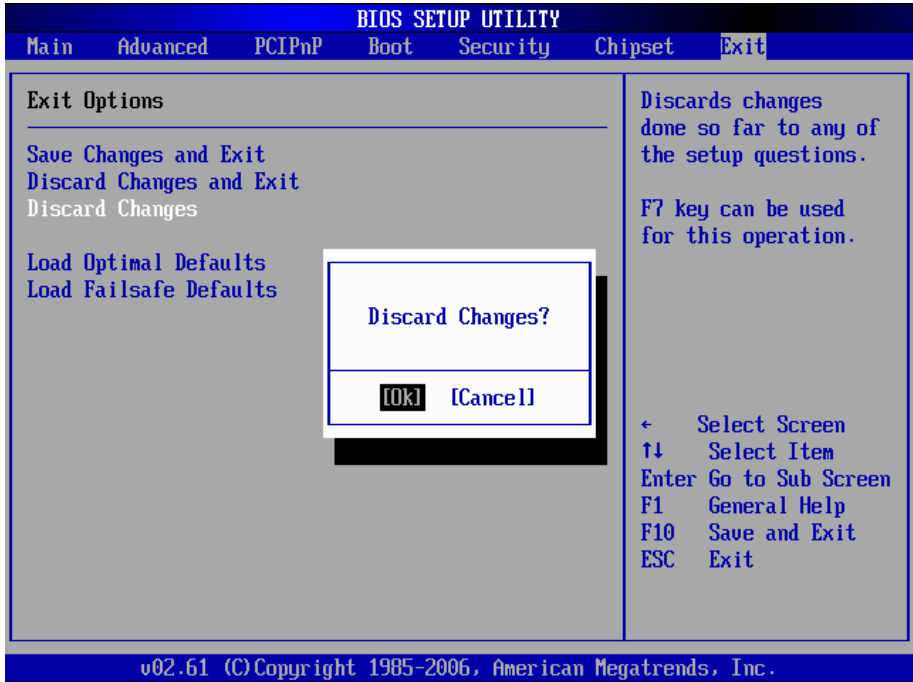 BIOS SETUP UTILITY
Main Advanced PCIPnP Boot Security Chipset Exit
Exit Options
Save Changes and Exit
Discard Changes and Exit
Discard Changes
Load Optimal Defaults
Load Failsafe Defaults
Discard Changes?
[Ok] [Cancel]
Discards changes
done so far to any of
the setup questions.
F7 key can be used
for this operation.
← Select Screen
↑↓ Select Item
Enter Go to Sub Screen
F1 General Help
F10 Save and Exit
ESC Exit
v02.61 (C)Copyright 1985-2006, American Megatrends, Inc.